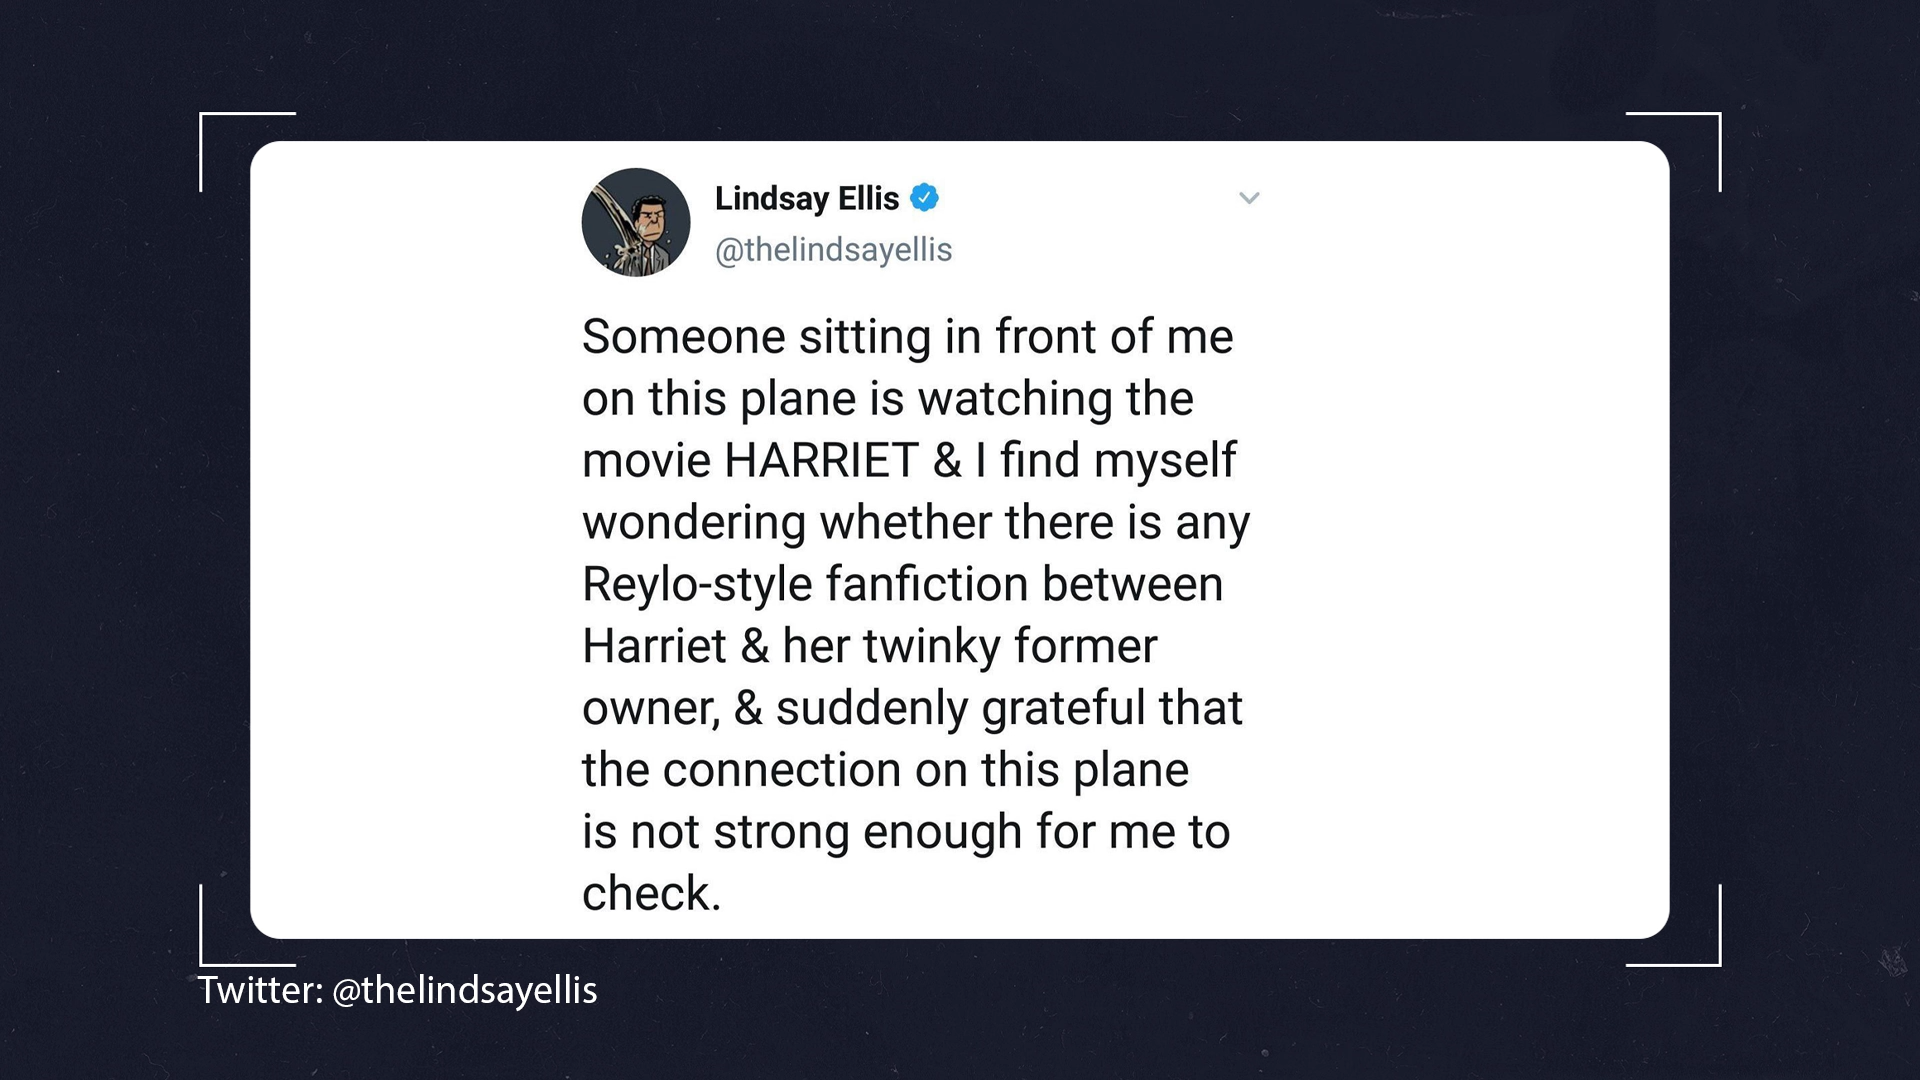 Lindsay Ellis
@thelindsayellis
Someone sitting in front of me
on this plane is watching the
movie HARRIET & I find myself
wondering whether there is any
Reylo-style fanfiction between
Harriet & her twinky former
owner, & suddenly grateful that
the connection on this plane
is not strong enough for me to
check.
Twitter: @thelindsayellis